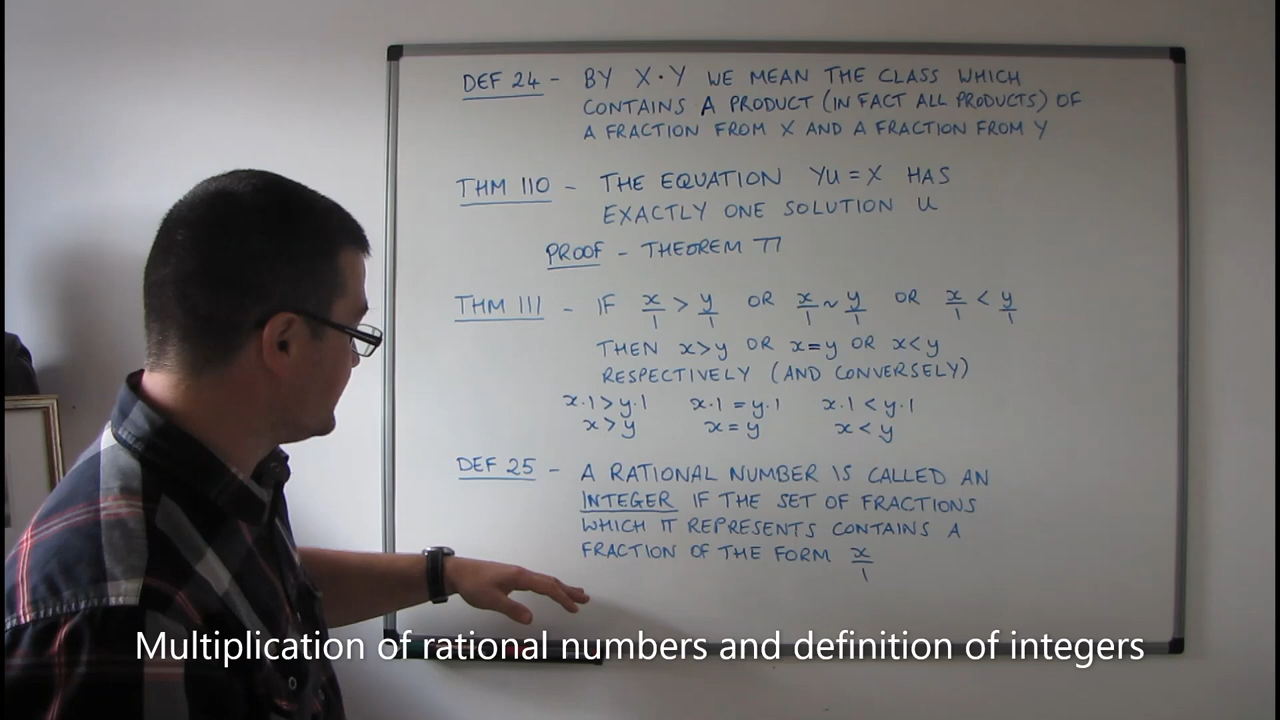 DEF 24 - BY X·Y WE MEAN THE CLASS WHICH
CONTAINS A PRODUCT (IN FACT ALL PRODUCTS) OF
A FRACTION FROM X AND A FRACTION FROM Y
THM 110 - THE EQUATION YU = X HAS
EXACTLY ONE SOLUTION U
PROOF - THEOREM 77
THM 111 - IF x/1 > y/1 OR x/1 ~ y/1 OR x/1 < y/1
THEN x>y OR x=y OR x<y
RESPECTIVELY (AND CONVERSELY)
x·1 > y·1 x·1 = y·1 x·1 < y·1
x > y x = y x < y
DEF 25 - A RATIONAL NUMBER IS CALLED AN
INTEGER IF THE SET OF FRACTIONS
WHICH IT REPRESENTS CONTAINS A
FRACTION OF THE FORM x/1
Multiplication of rational numbers and definition of integers